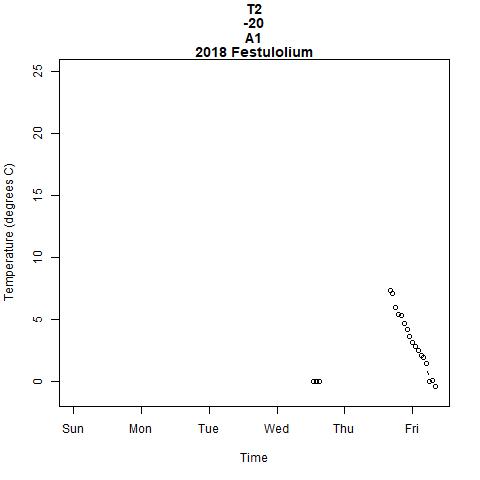 T2
-20
A1
2018 Festulolium
Temperature (degrees C)
25
20
15
10
5
0
Sun Mon Tue Wed Thu Fri
Time